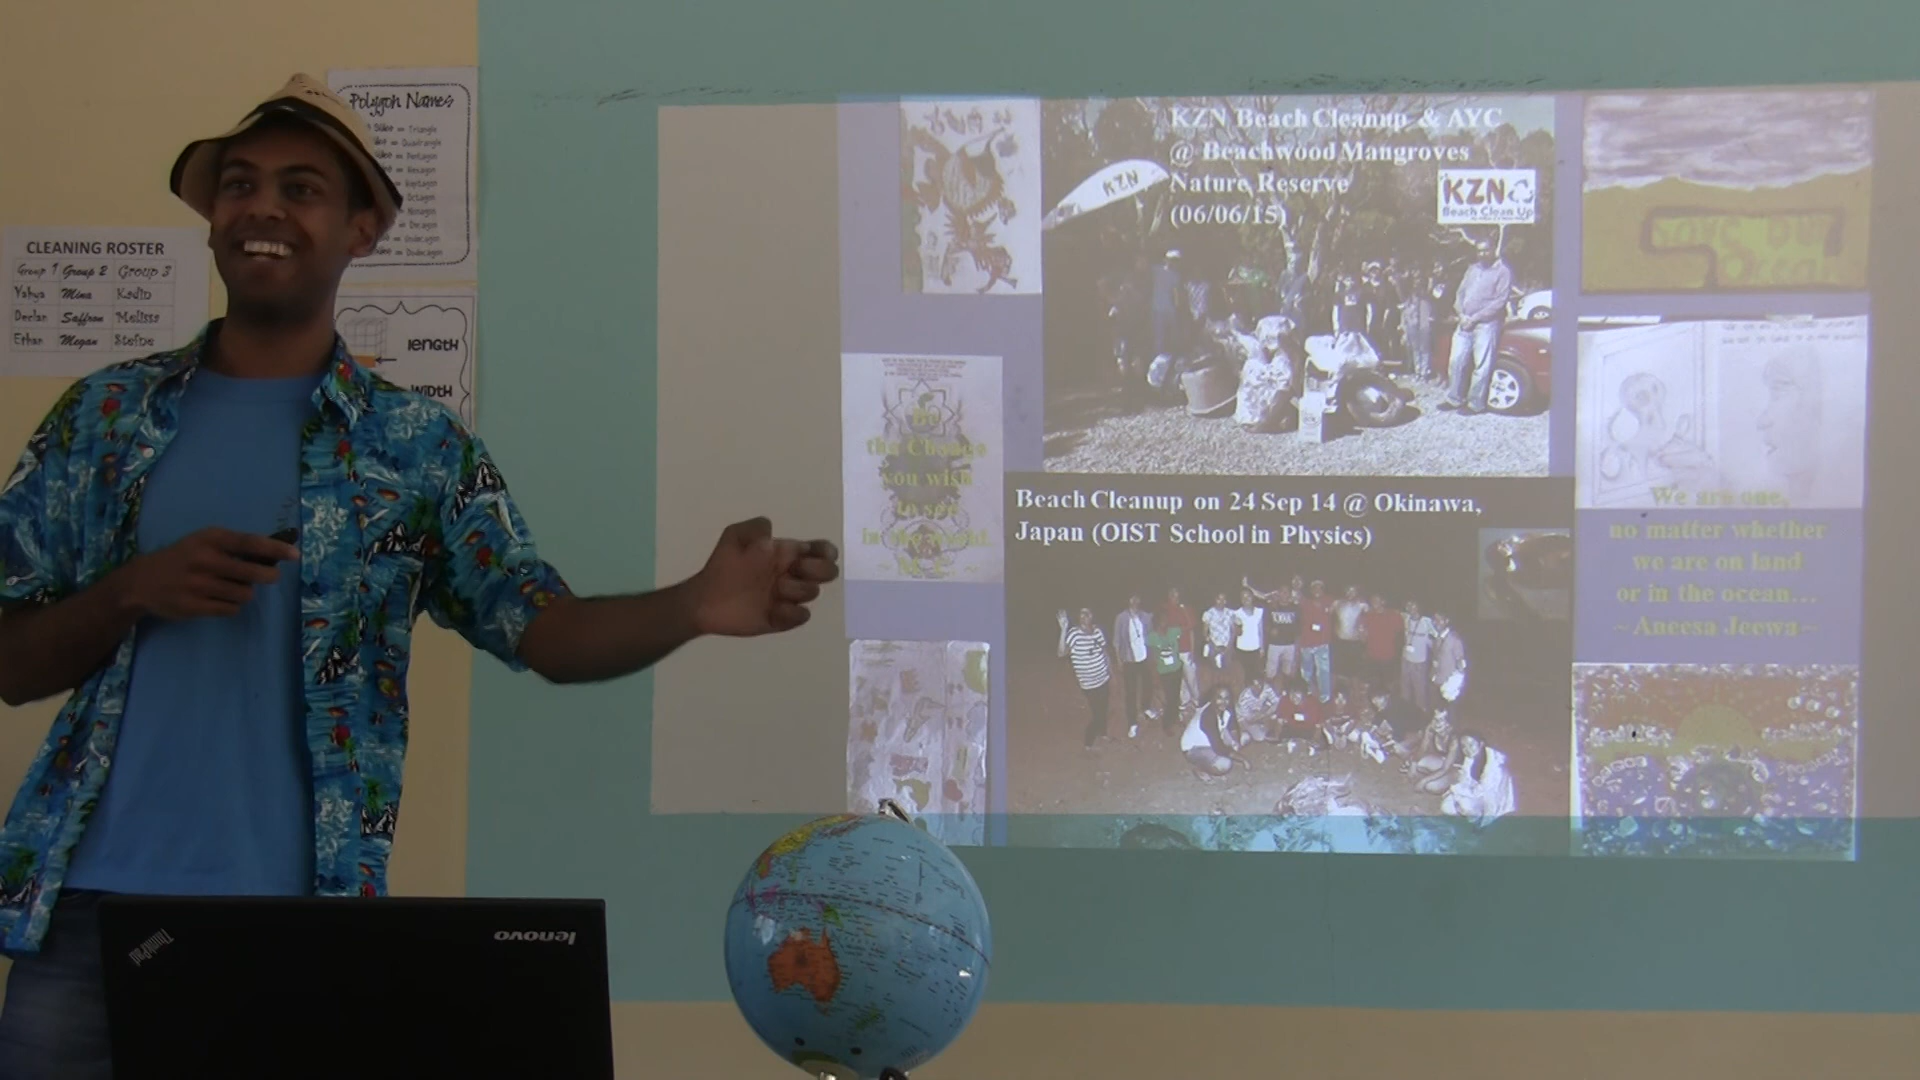 Polygon Names
CLEANING ROSTER
Group 1 Group 2 Group 3
Yahya Mina
Declan Saffron Melissa
Ethan Megan
LENGTH
WIDTH
KZN Beach Cleanup & AYC
@ Beachwood Mangroves
Nature Reserve
(06/06/15)
KZN
KZN
Beach Clean Up
Be
the Change
you wish
to see
in the world.
Beach Cleanup on 24 Sep 14 @ Okinawa,
Japan (OIST School in Physics)
We are one,
no matter whether
we are on land
or in the ocean...
~Aneesa Jeewa~
ThinkPad
lenovo